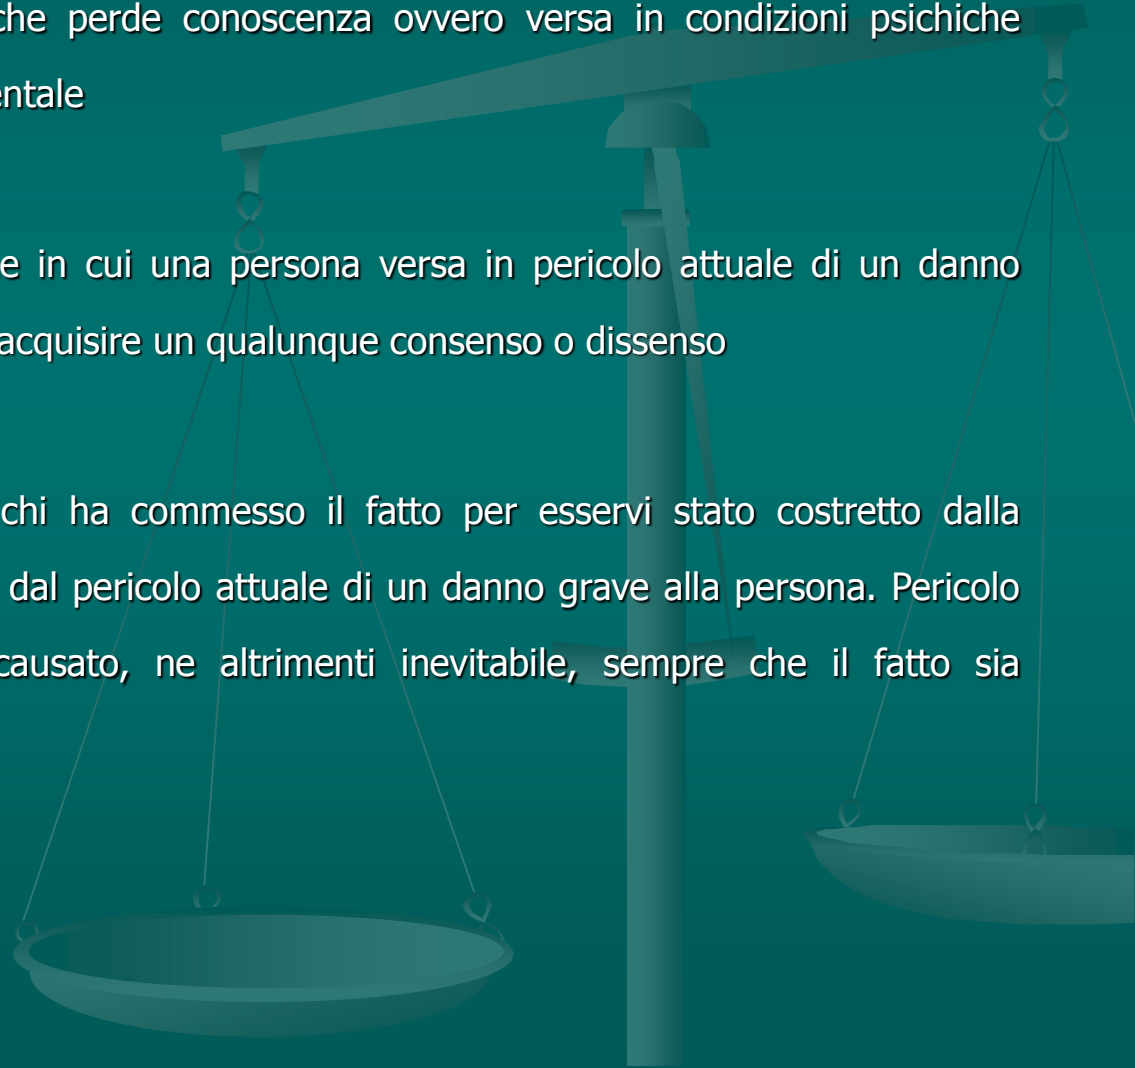 che perde conoscenza ovvero versa in condizioni psichiche
entale
e in cui una persona versa in pericolo attuale di un danno
acquisire un qualunque consenso o dissenso
chi ha commesso il fatto per esservi stato costretto dalla
dal pericolo attuale di un danno grave alla persona. Pericolo
causato, ne altrimenti inevitabile, sempre che il fatto sia